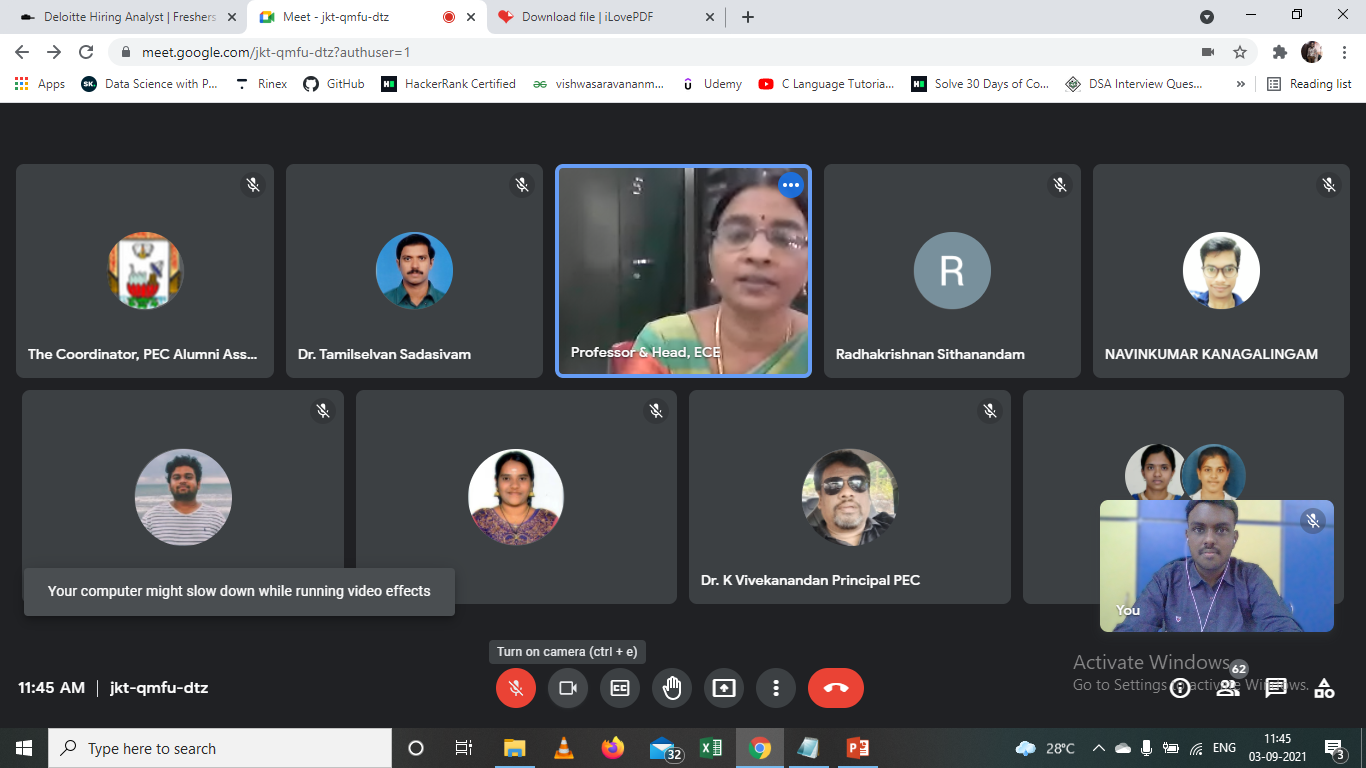 Deloitte Hiring Analyst | Freshers
Meet - jkt-qmfu-dtz
Download file | iLovePDF
meet.google.com/jkt-qmfu-dtz?authuser=1
Apps
SK.
Data Science with P...
Rinex
GitHub
HackerRank Certified
vishwasaravananm...
Udemy
C Language Tutoria...
Solve 30 Days of Co...
DSA Interview Ques...
»
Reading list
The Coordinator, PEC Alumni Ass...
Dr. Tamilselvan Sadasivam
Professor & Head, ECE
R
Radhakrishnan Sithanandam
NAVINKUMAR KANAGALINGAM
Dr. K Vivekanandan Principal PEC
You
Your computer might slow down while running video effects
Turn on camera (ctrl + e)
11:45 AM | jkt-qmfu-dtz
CC
62
Activate Windows
Go to Settings to activate Windows.
Type here to search
32
28°C
ENG
11:45
03-09-2021
3